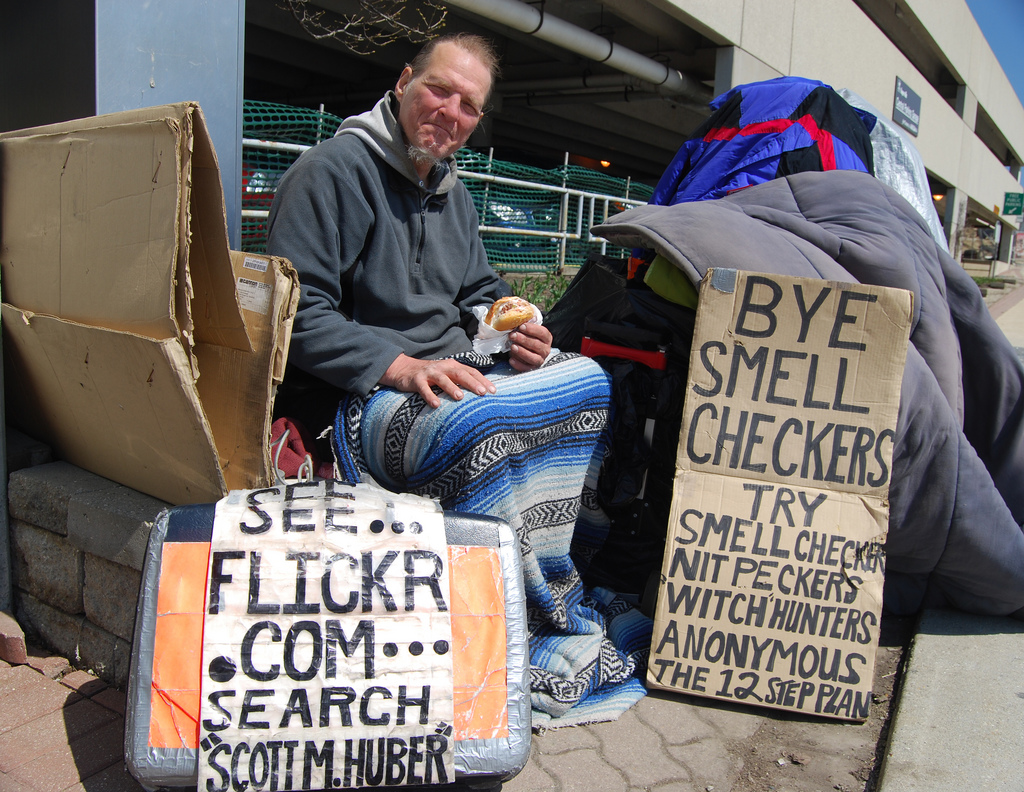 SEE...
FLICKR
.COM...
SEARCH
"SCOTT M. HUBER"
BYE
SMELL
CHECKERS
TRY
SMELL CHECKER
NIT PECKERS
WITCH HUNTERS
ANONYMOUS
THE 12 STEP PLAN